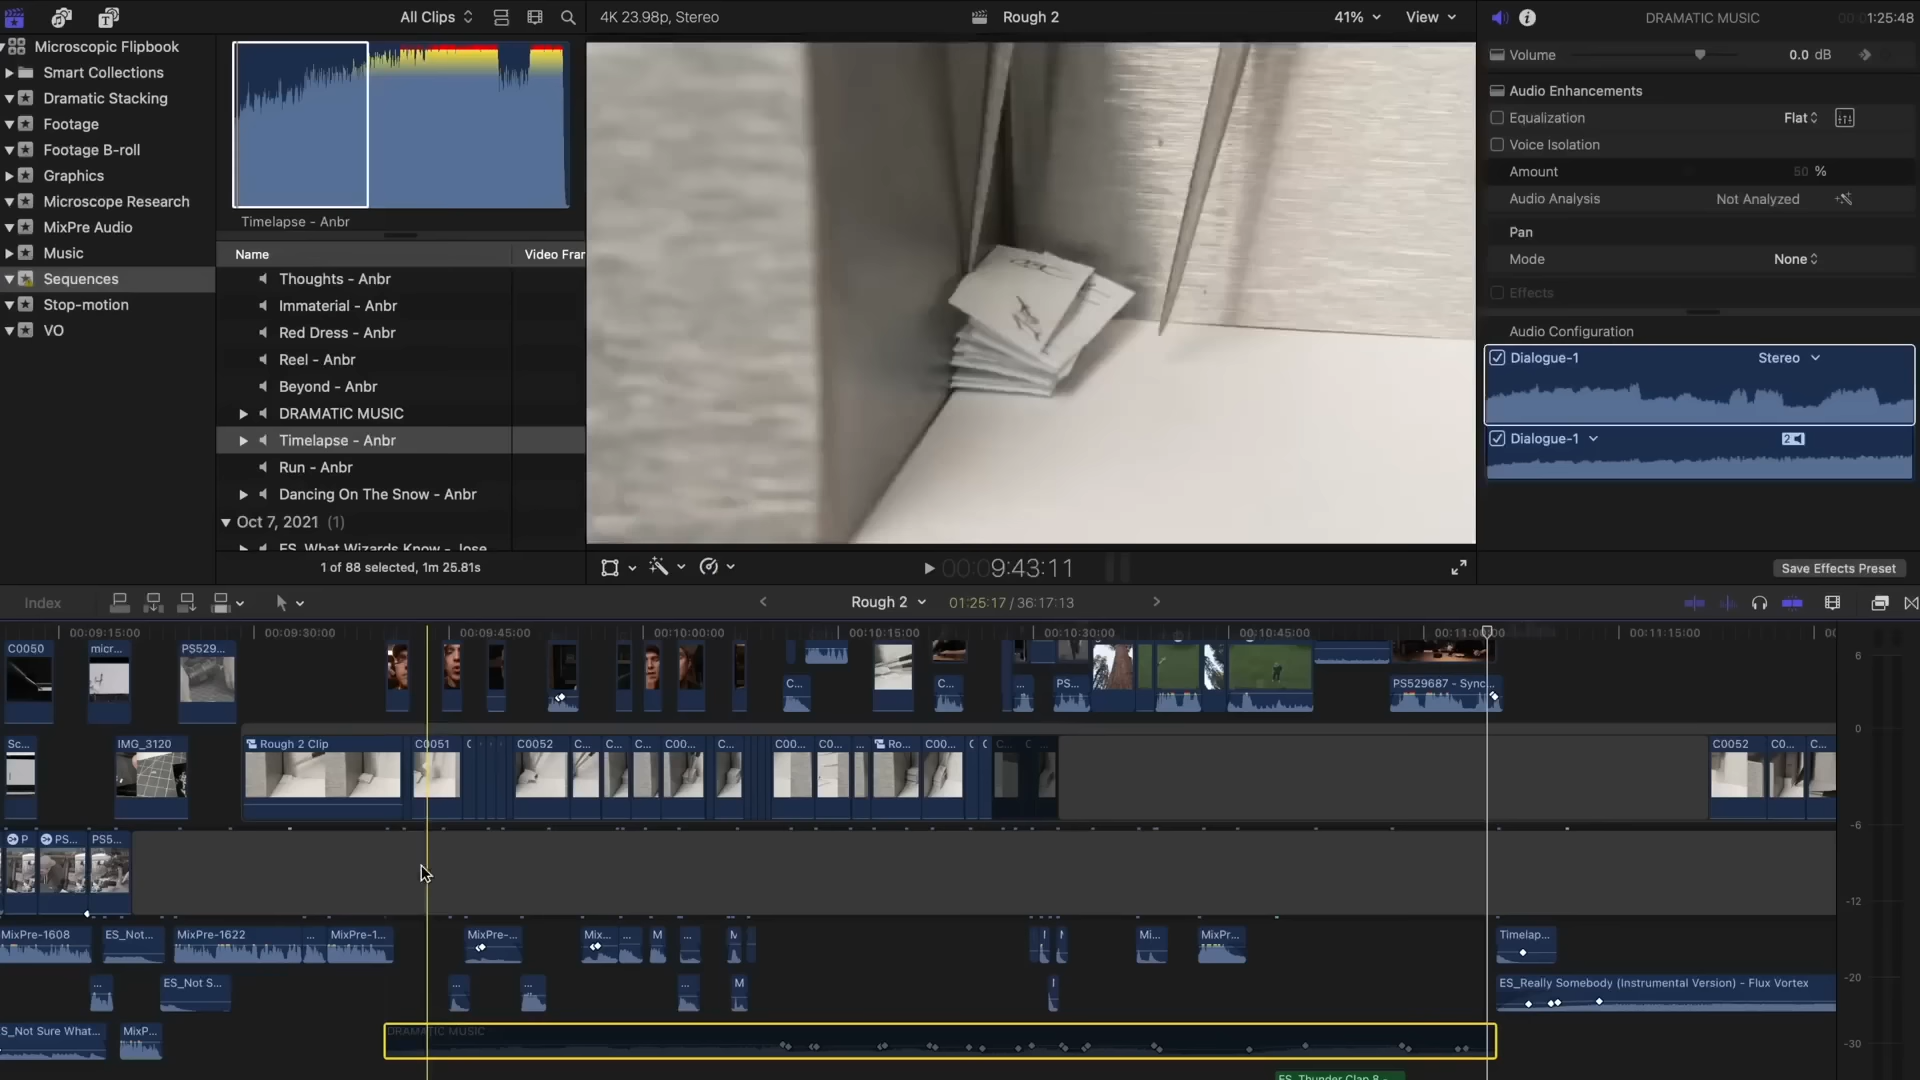 All Clips
4K 23.98p, Stereo
Rough 2
41%
View
DRAMATIC MUSIC
1:25:48
Microscopic Flipbook
Smart Collections
Dramatic Stacking
Footage
Footage B-roll
Graphics
Microscope Research
MixPre Audio
Music
Sequences
Stop-motion
VO
Timelapse - Anbr
Name
Video Fram
Thoughts - Anbr
Immaterial - Anbr
Red Dress - Anbr
Reel - Anbr
Beyond - Anbr
DRAMATIC MUSIC
Timelapse - Anbr
Run - Anbr
Dancing On The Snow - Anbr
Oct 7, 2021 (1)
ES_What Wizards Know - Jose
1 of 88 selected, 1m 25.81s
00:00:9:43:11
Volume
0.0 dB
Audio Enhancements
Equalization
Flat
Voice Isolation
Amount
50 %
Audio Analysis
Not Analyzed
Pan
Mode
None
Effects
Audio Configuration
Dialogue-1
Stereo
Dialogue-1
2
Save Effects Preset
Index
Rough 2
01:25:17 / 36:17:13
00:09:15:00
00:09:30:00
00:09:45:00
00:10:00:00
00:10:15:00
00:10:30:00
00:10:45:00
00:11:00:00
00:11:15:00
C0050
micr...
PS529...
C...
C...
...
PS...
PS529687 - Sync...
Sc...
IMG_3120
Rough 2 Clip
C0051
C0052
C...
C...
C...
C00...
C...
C00...
C0...
...
Ro...
C00...
C0052
C0...
C...
P
PS...
PS5...
MixPre-1608
ES_Not...
MixPre-1622
...
MixPre-1...
MixPre-...
Mix...
...
M
...
M
Mi...
MixPr...
Timelap...
...
ES_Not S...
...
...
...
M
ES_Really Somebody (Instrumental Version) - Flux Vortex
S_Not Sure What...
MixP...
DRAMATIC MUSIC
ES_Thunder Clap 8 -
6
0
-6
-12
-20
-30